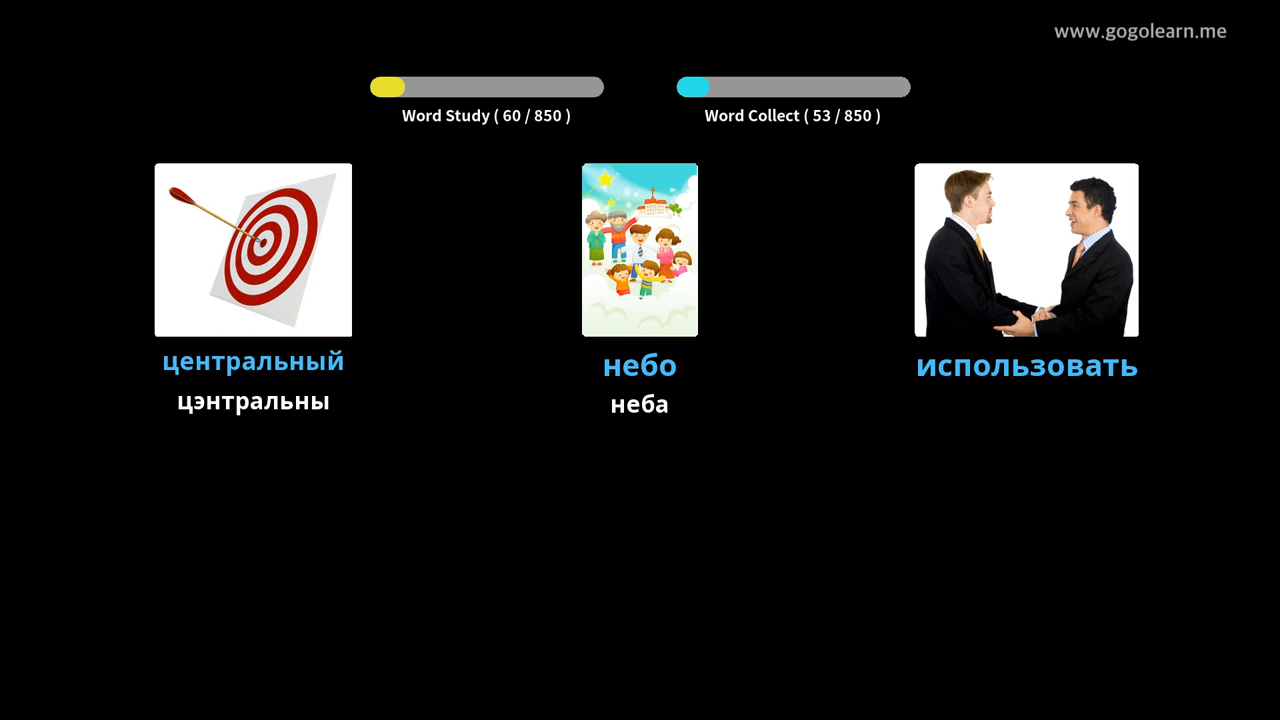 www.gogolearn.me
Word Study ( 60 / 850 )
Word Collect ( 53 / 850 )
центральный
цэнтральны
небо
неба
использовать